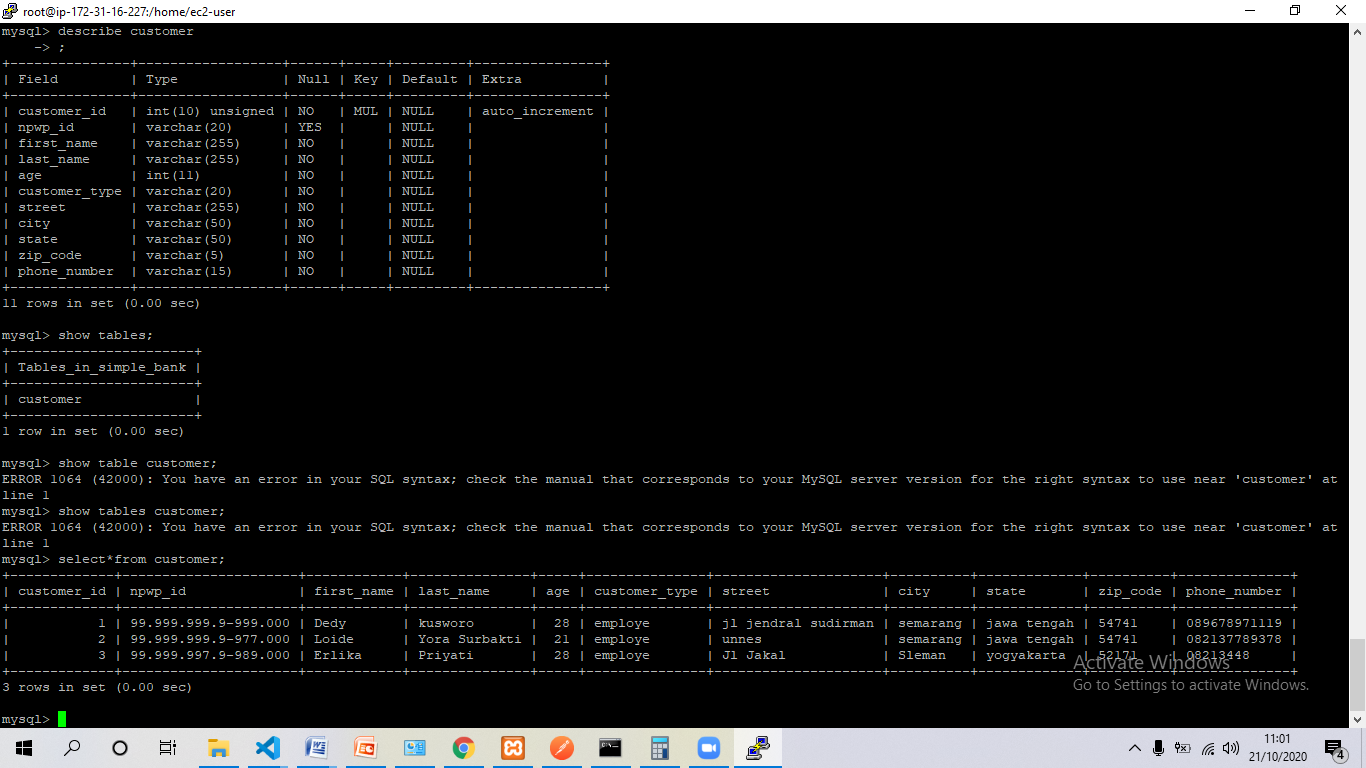 root@ip-172-31-16-227:/home/ec2-user
mysql> describe customer
    -> ;
+---------------+------------------+------+-----+---------+----------------+
| Field         | Type             | Null | Key | Default | Extra          |
+---------------+------------------+------+-----+---------+----------------+
| customer_id   | int(10) unsigned | NO   | MUL | NULL    | auto_increment |
| npwp_id       | varchar(20)      | YES  |     | NULL    |                |
| first_name    | varchar(255)     | NO   |     | NULL    |                |
| last_name     | varchar(255)     | NO   |     | NULL    |                |
| age           | int(11)          | NO   |     | NULL    |                |
| customer_type | varchar(20)      | NO   |     | NULL    |                |
| street        | varchar(255)     | NO   |     | NULL    |                |
| city          | varchar(50)      | NO   |     | NULL    |                |
| state         | varchar(50)      | NO   |     | NULL    |                |
| zip_code      | varchar(5)       | NO   |     | NULL    |                |
| phone_number  | varchar(15)      | NO   |     | NULL    |                |
+---------------+------------------+------+-----+---------+----------------+
11 rows in set (0.00 sec)

mysql> show tables;
+-----------------------+
| Tables_in_simple_bank |
+-----------------------+
| customer              |
+-----------------------+
1 row in set (0.00 sec)

mysql> show table customer;
ERROR 1064 (42000): You have an error in your SQL syntax; check the manual that corresponds to your MySQL server version for the right syntax to use near 'customer' at
line 1
mysql> show tables customer;
ERROR 1064 (42000): You have an error in your SQL syntax; check the manual that corresponds to your MySQL server version for the right syntax to use near 'customer' at
line 1
mysql> select*from customer;
+-------------+----------------------+------------+---------------+-----+---------------+---------------------+----------+-------------+----------+--------------+
| customer_id | npwp_id              | first_name | last_name     | age | customer_type | street              | city     | state       | zip_code | phone_number |
+-------------+----------------------+------------+---------------+-----+---------------+---------------------+----------+-------------+----------+--------------+
|           1 | 99.999.999.9-999.000 | Dedy       | kusworo       |  28 | employe       | jl jendral sudirman | semarang | jawa tengah | 54741    | 089678971119 |
|           2 | 99.999.999.9-977.000 | Loide      | Yora Surbakti |  21 | employe       | unnes               | semarang | jawa tengah | 54741    | 082137789378 |
|           3 | 99.999.997.9-989.000 | Erlika     | Priyati       |  28 | employe       | Jl Jakal            | Sleman   | yogyakarta  | 52171    | 08213448     |
+-------------+----------------------+------------+---------------+-----+---------------+---------------------+----------+-------------+----------+--------------+
3 rows in set (0.00 sec)

mysql>
Activate Windows
Go to Settings to activate Windows.
11:01
21/10/2020
4